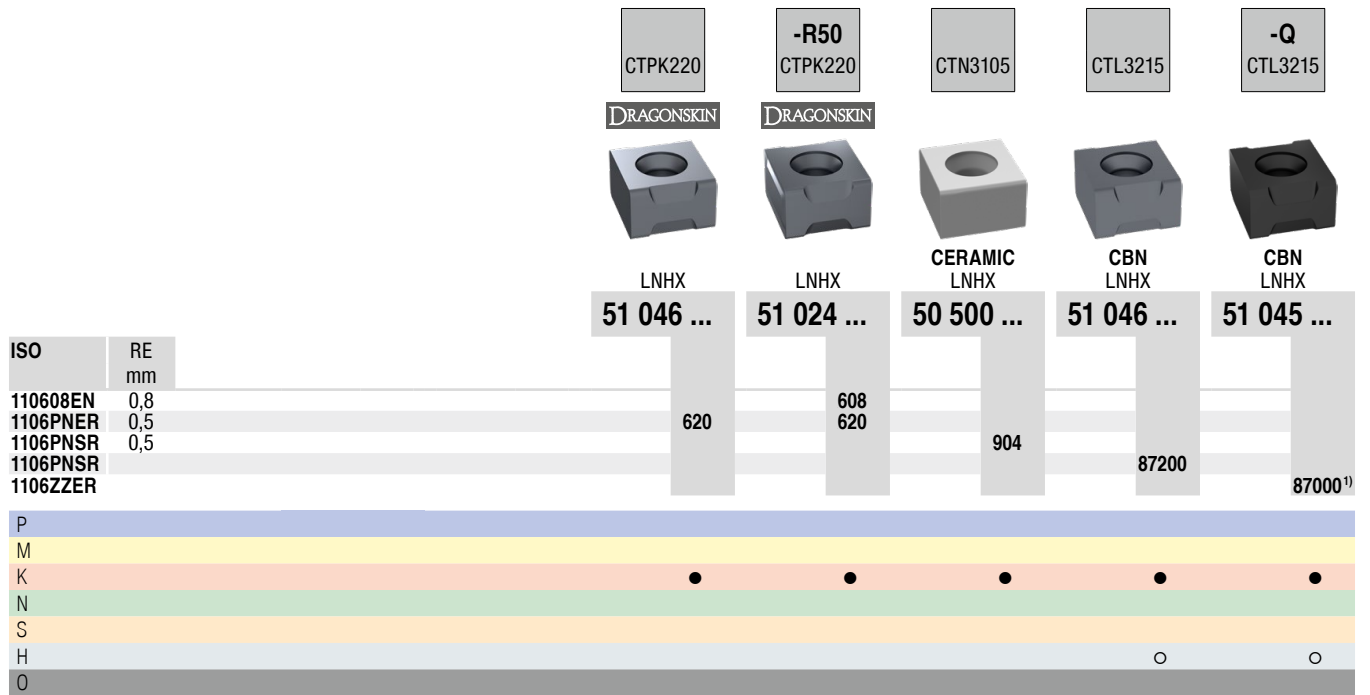 CTPK220 -R50 CTPK220 CTN3105 CTL3215 -Q CTL3215
DRAGONSKIN DRAGONSKIN
CERAMIC CBN CBN
LNHX LNHX LNHX LNHX LNHX
51 046 ... 51 024 ... 50 500 ... 51 046 ... 51 045 ...
ISO RE
mm
110608EN 0,8 608
1106PNER 0,5 620 620
1106PNSR 0,5 904
1106PNSR 87200
1106ZZER 87000 1)
P
M
K ● ● ● ● ●
N
S
H ○ ○
O